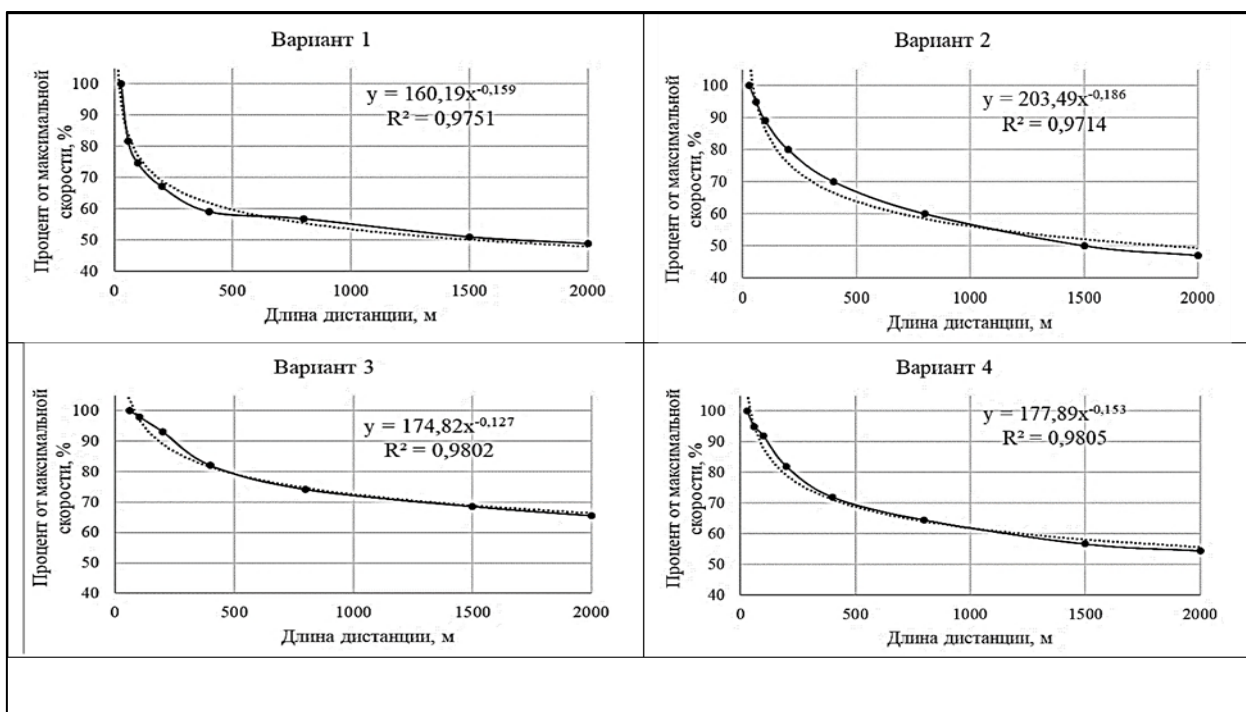 Вариант 1
y = 160,19x⁻⁰,¹⁵⁹
R² = 0,9751
Процент от максимальной
скорости, %
100
90
80
70
60
50
40
0 500 1000 1500 2000
Длина дистанции, м
Вариант 2
y = 203,49x⁻⁰,¹⁸⁶
R² = 0,9714
Процент от максимальной
скорости, %
100
90
80
70
60
50
40
0 500 1000 1500 2000
Длина дистанции, м
Вариант 3
y = 174,82x⁻⁰,¹²⁷
R² = 0,9802
Процент от максимальной
скорости, %
100
90
80
70
60
50
40
0 500 1000 1500 2000
Длина дистанции, м
Вариант 4
y = 177,89x⁻⁰,¹⁵³
R² = 0,9805
Процент от максимальной
скорости, %
100
90
80
70
60
50
40
0 500 1000 1500 2000
Длина дистанции, м